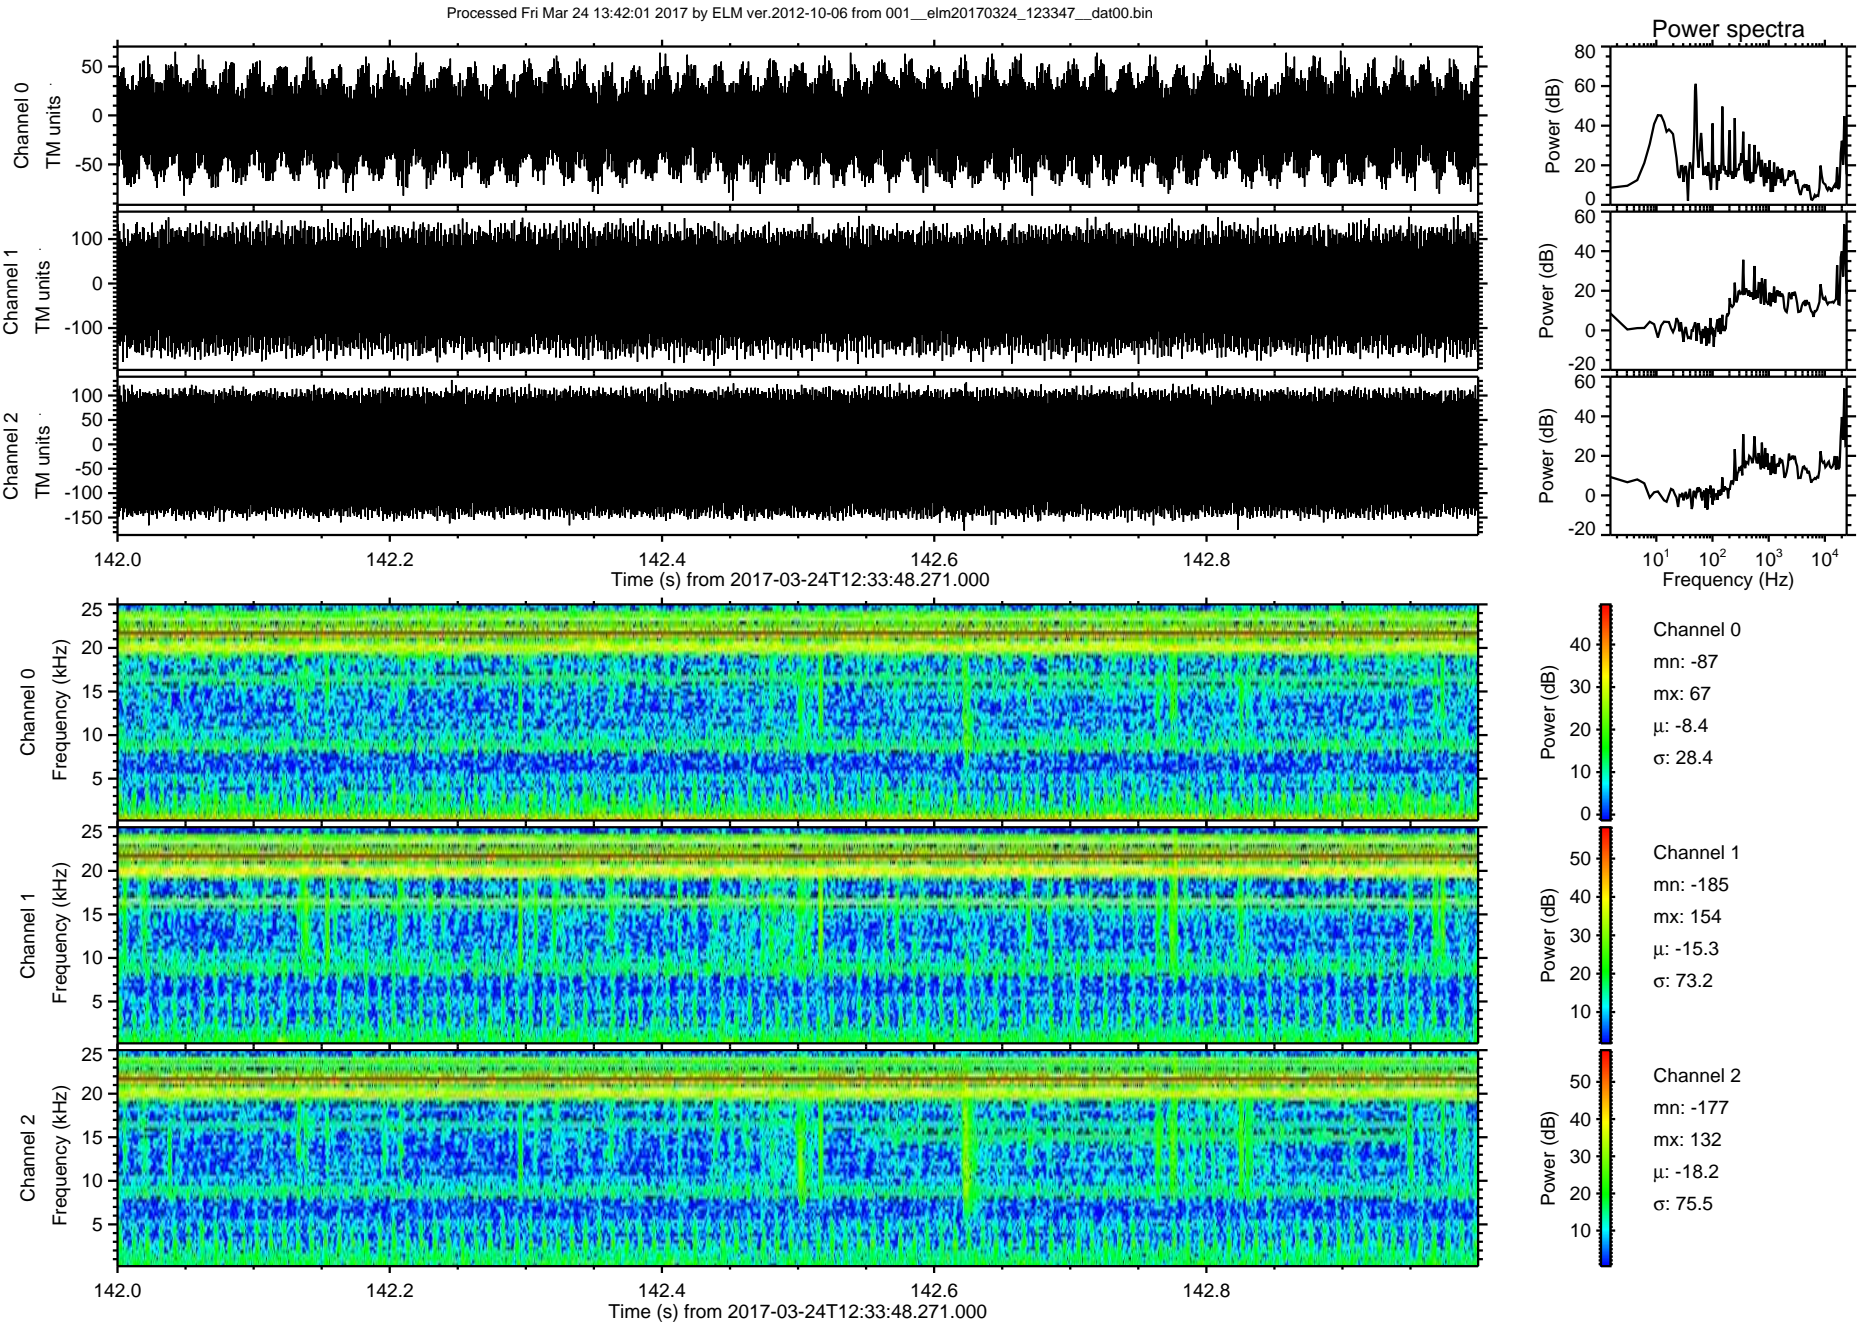 Processed Fri Mar 24 13:42:01 2017 by ELM ver.2012-10-06 from 001__elm20170324_123347__dat00.bin
Power spectra
Channel 0
TM units
50
0
-50
Power (dB)
80
60
40
20
0
Channel 1
TM units
100
0
-100
Power (dB)
60
40
20
0
-20
Channel 2
TM units
100
50
0
-50
-100
-150
Power (dB)
60
40
20
0
-20
142.0 142.2 142.4 142.6 142.8
Time (s) from 2017-03-24T12:33:48.271.000
10¹ 10² 10³ 10⁴
Frequency (Hz)
Channel 0
Frequency (kHz)
25
20
15
10
5
Power (dB)
40
30
20
10
0
Channel 0
mn: -87
mx: 67
μ: -8.4
σ: 28.4
Channel 1
Frequency (kHz)
25
20
15
10
5
Power (dB)
50
40
30
20
10
Channel 1
mn: -185
mx: 154
μ: -15.3
σ: 73.2
Channel 2
Frequency (kHz)
25
20
15
10
5
Power (dB)
50
40
30
20
10
Channel 2
mn: -177
mx: 132
μ: -18.2
σ: 75.5
142.0 142.2 142.4 142.6 142.8
Time (s) from 2017-03-24T12:33:48.271.000